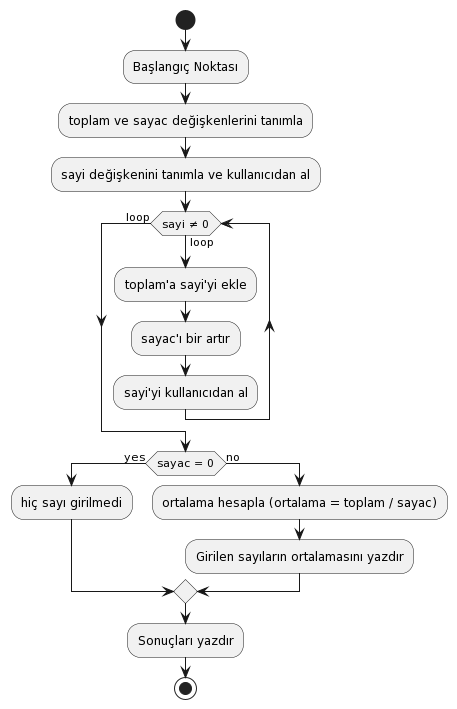 Başlangıç Noktası
toplam ve sayac değişkenlerini tanımla
sayi değişkenini tanımla ve kullanıcıdan al
loop
sayi ≠ 0
loop
toplam'a sayi'yi ekle
sayac'ı bir artır
sayi'yi kullanıcıdan al
yes
sayac = 0
no
hiç sayı girilmedi
ortalama hesapla (ortalama = toplam / sayac)
Girilen sayıların ortalamasını yazdır
Sonuçları yazdır